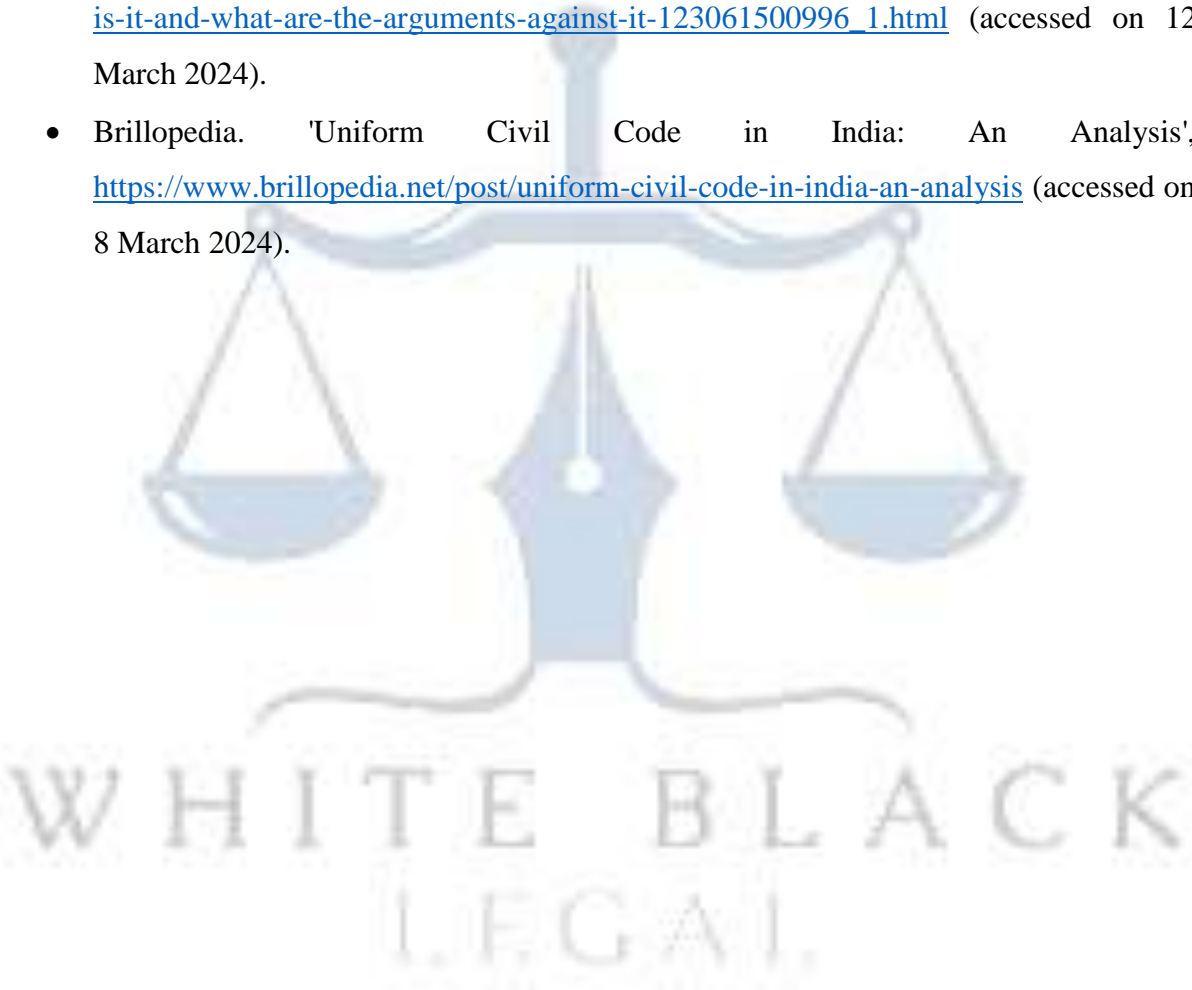 is-it-and-what-are-the-arguments-against-it-123061500996_1.html (accessed on 12
March 2024).
• Brillopedia. 'Uniform Civil Code in India: An Analysis',
https://www.brillopedia.net/post/uniform-civil-code-in-india-an-analysis (accessed on
8 March 2024).
WHITE BLACK
LEGAL